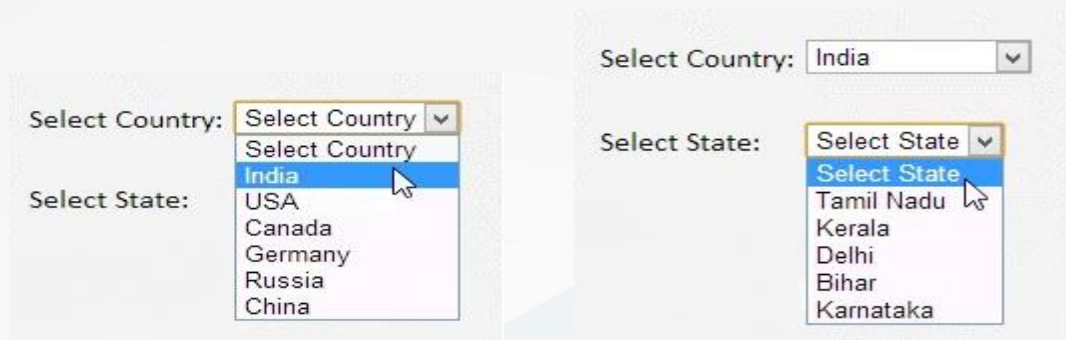 Select Country: Select Country
Select Country
India
Select State: USA
Canada
Germany
Russia
China
Select Country: India
Select State: Select State
Select State
Tamil Nadu
Kerala
Delhi
Bihar
Karnataka